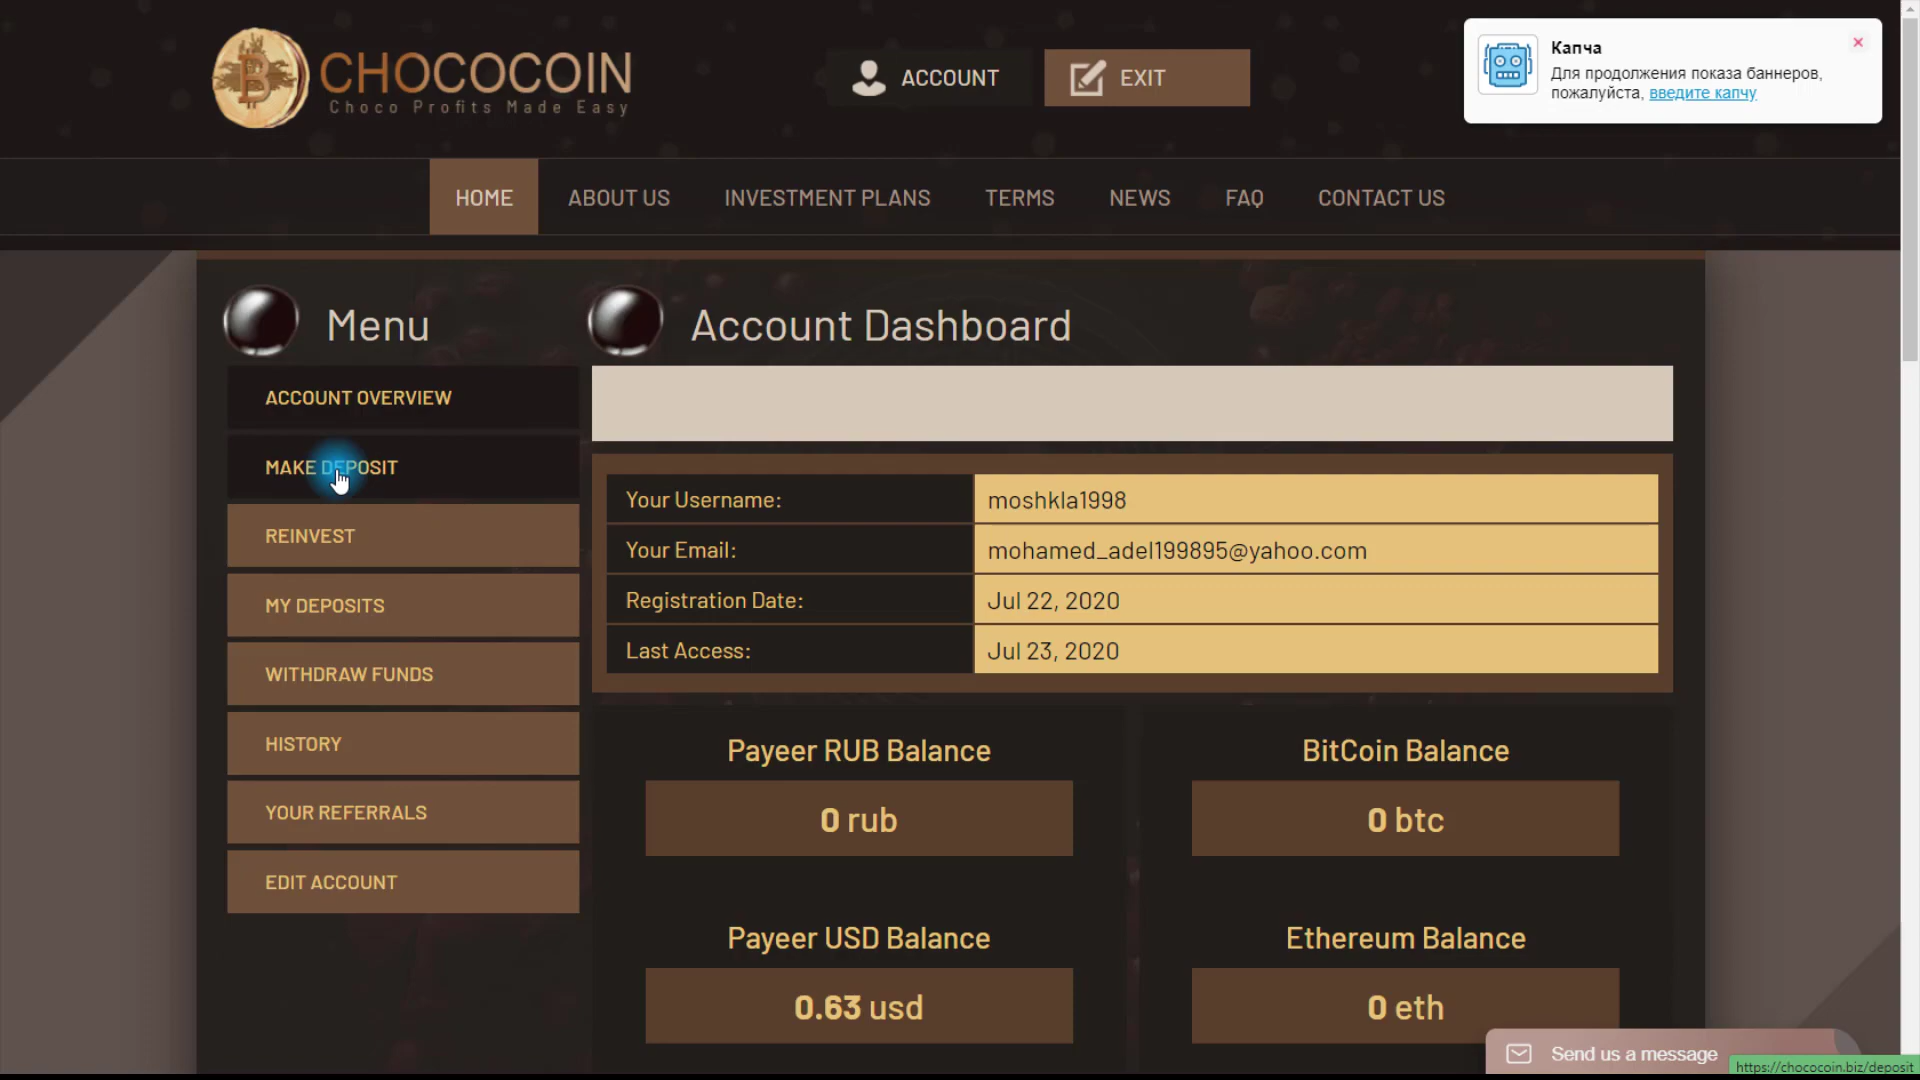 CHOCOCOIN
Choco Profits Made Easy
ACCOUNT
EXIT
Капча
Для продолжения показа баннеров,
пожалуйста, введите капчу
HOME
ABOUT US
INVESTMENT PLANS
TERMS
NEWS
FAQ
CONTACT US
Menu
ACCOUNT OVERVIEW
MAKE DEPOSIT
REINVEST
MY DEPOSITS
WITHDRAW FUNDS
HISTORY
YOUR REFERRALS
EDIT ACCOUNT
Account Dashboard
Your Username: moshkla1998
Your Email: mohamed_adel199895@yahoo.com
Registration Date: Jul 22, 2020
Last Access: Jul 23, 2020
Payeer RUB Balance
0 rub
BitCoin Balance
0 btc
Payeer USD Balance
0.63 usd
Ethereum Balance
0 eth
Send us a message
https://chococoin.biz/deposit